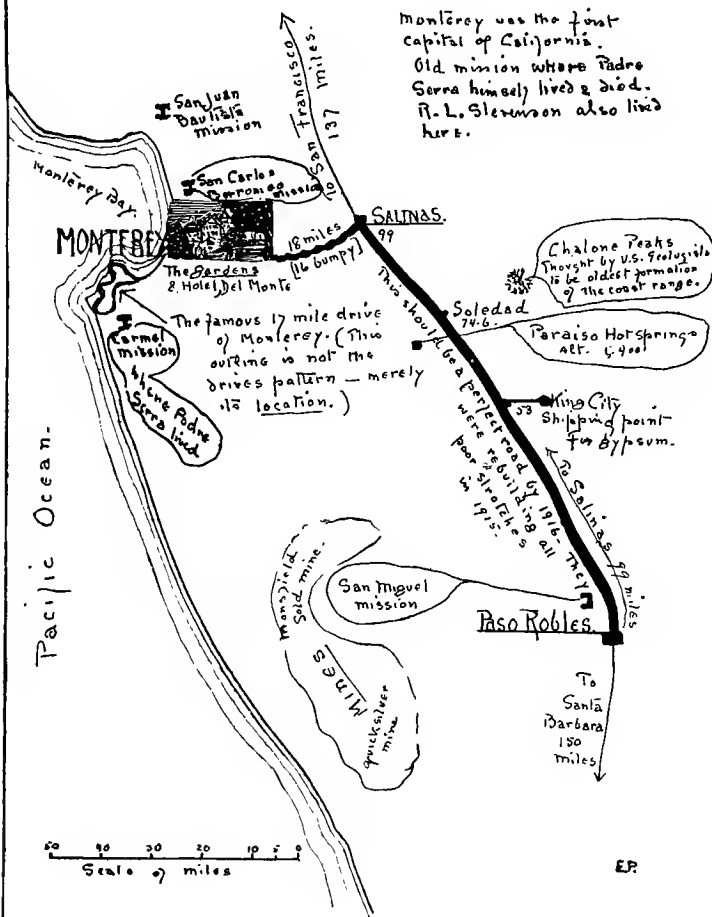 Monterey was the first
capital of California.
Old mission where Padre
Serra himself lived & died.
R. L. Stevenson also lived
here.
to San Francisco
137 miles.
San Juan
Bautista
mission
Monterey Bay.
San Carlos
Borromeo mission
SALINAS.
99
MONTEREY
18 miles
(16 bumpy)
The Gardens
& Hotel Del Monte
Chalone Peaks
Thought by U.S. Geologists
to be oldest formation
of the coast range.
Soledad
74.6.
Paraiso Hotsprings
Alt.
The famous 17 mile drive
of Monterey. (This
outline is not the
drives pattern — merely
its location.)
Carmel
mission
where Padre
Serra lived
This should be a perfect road by 1916. They
were rebuilding all
poor stretches
in 1915.
53
King City
Shipping point
for gypsum.
To Salinas 99 miles
Pacific Ocean.
Mansfield
Gold mine.
MINES
quicksilver
mine
San Miguel
mission
PASO ROBLES.
To
Santa
Barbara
150
miles
50 40 30 20 10 5 0
Scale of miles
E.P.